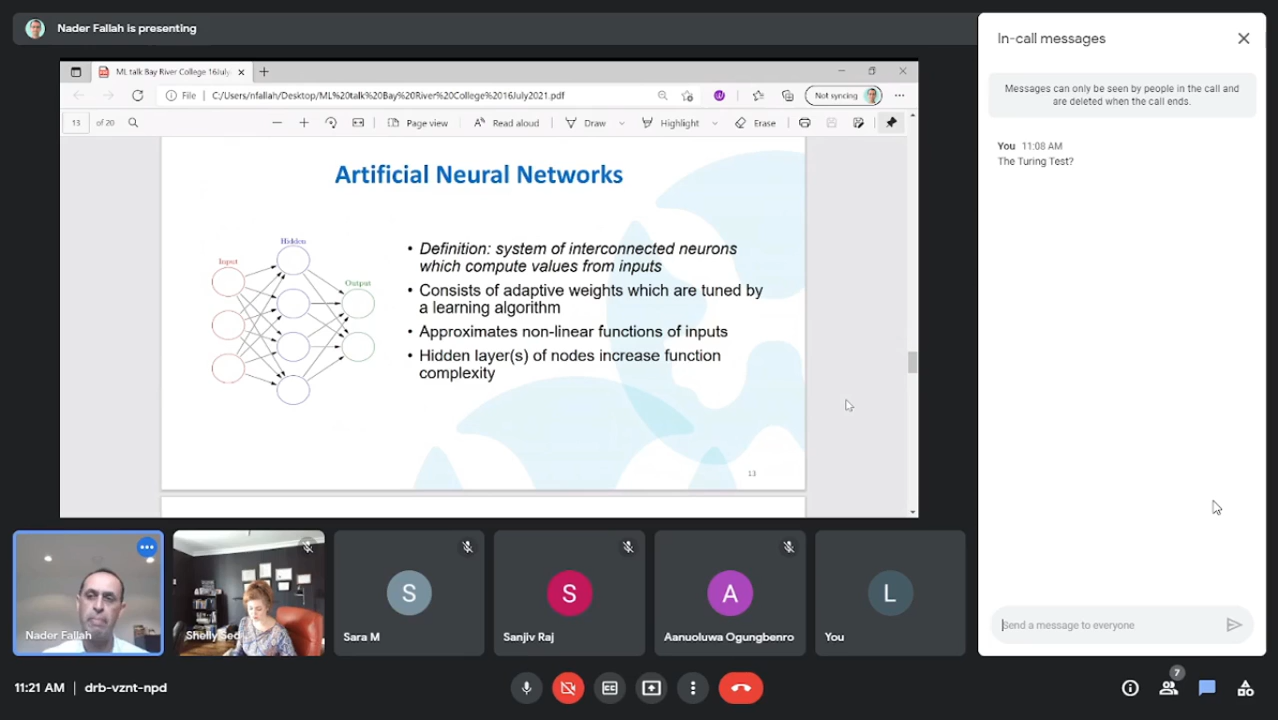 Nader Fallah is presenting
ML talk Bay River College 16July
File
C:/Users/nfallah/Desktop/ML%20talk%20Bay%20River%20College%2016July2021.pdf
Not syncing
13 of 20
Page view
Read aloud
Draw
Highlight
Erase
Artificial Neural Networks
Input
Hidden
Output
• Definition: system of interconnected neurons
which compute values from inputs
• Consists of adaptive weights which are tuned by
a learning algorithm
• Approximates non-linear functions of inputs
• Hidden layer(s) of nodes increase function
complexity
13
In-call messages
Messages can only be seen by people in the call and
are deleted when the call ends.
You 11:08 AM
The Turing Test?
Send a message to everyone
Nader Fallah
S
Sara M
S
Sanjiv Raj
A
Aanuoluwa Ogungbenro
L
You
11:21 AM | drb-vznt-npd
CC
7